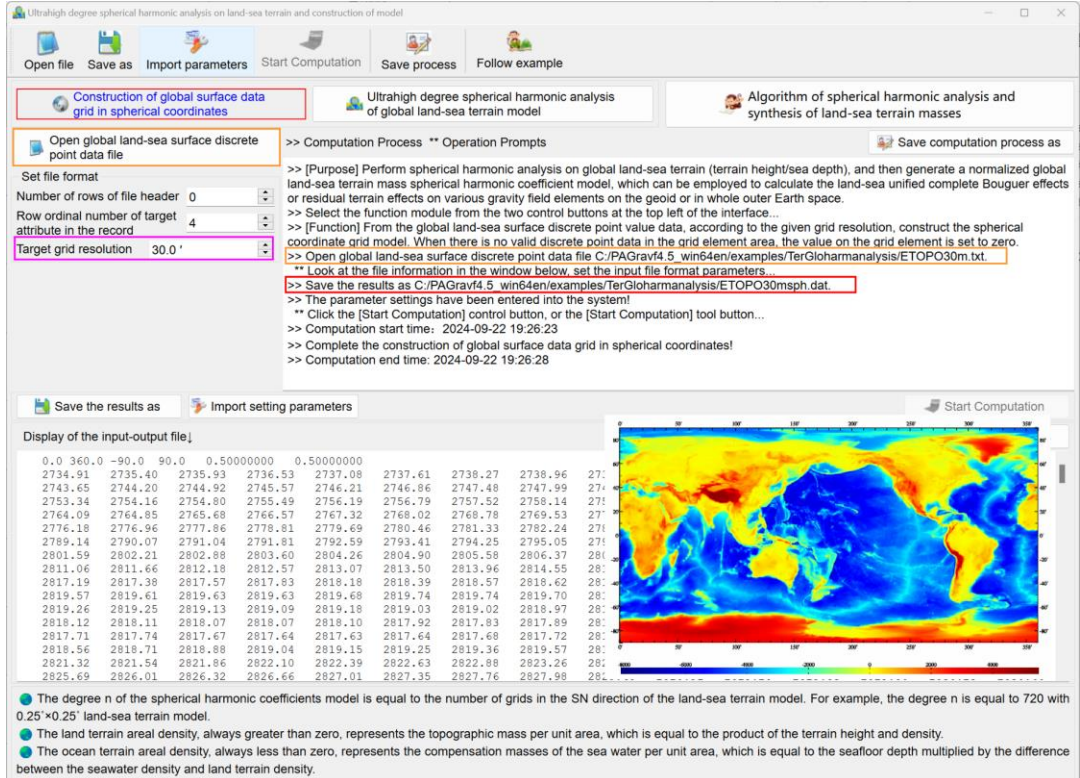 Ultrahigh degree spherical harmonic analysis on land-sea terrain and construction of model
Open file
Save as
Import parameters
Start Computation
Save process
Follow example
Construction of global surface data
grid in spherical coordinates
Ultrahigh degree spherical harmonic analysis
of global land-sea terrain model
Algorithm of spherical harmonic analysis and
synthesis of land-sea terrain masses
Open global land-sea surface discrete
point data file
>> Computation Process ** Operation Prompts
Save computation process as
Set file format
Number of rows of file header 0
Row ordinal number of target
attribute in the record
4
Target grid resolution 30.0 '
>> [Purpose] Perform spherical harmonic analysis on global land-sea terrain (terrain height/sea depth), and then generate a normalized global
land-sea terrain mass spherical harmonic coefficient model, which can be employed to calculate the land-sea unified complete Bouguer effects
or residual terrain effects on various gravity field elements on the geoid or in whole outer Earth space.
>> Select the function module from the two control buttons at the top left of the interface...
>> [Function] From the global land-sea surface discrete point value data, according to the given grid resolution, construct the spherical
coordinate grid model. When there is no valid discrete point data in the grid element area, the value on the grid element is set to zero.
>> Open global land-sea surface discrete point data file C:/PAGravf4.5_win64en/examples/TerGloharmanalysis/ETOPO30m.txt.
** Look at the file information in the window below, set the input file format parameters...
>> Save the results as C:/PAGravf4.5_win64en/examples/TerGloharmanalysis/ETOPO30msph.dat.
>> The parameter settings have been entered into the system!
** Click the [Start Computation] control button, or the [Start Computation] tool button...
>> Computation start time: 2024-09-22 19:26:23
>> Complete the construction of global surface data grid in spherical coordinates!
>> Computation end time: 2024-09-22 19:26:28
Save the results as
Import setting parameters
Start Computation
Display of the input-output file↓
0.0 360.0 -90.0 90.0 0.50000000 0.50000000
2734.91 2735.40 2735.93 2736.53 2737.08 2737.61 2738.27 2738.96
2743.65 2744.20 2744.92 2745.57 2746.21 2746.86 2747.48 2747.99
2753.34 2754.16 2754.80 2755.49 2756.19 2756.79 2757.52 2758.14
2764.09 2764.85 2765.68 2766.57 2767.32 2768.02 2768.78 2769.53
2776.18 2776.96 2777.86 2778.81 2779.69 2780.46 2781.33 2782.24
2789.14 2790.07 2791.04 2791.81 2792.59 2793.41 2794.25 2795.05
2801.56 2802.21 2802.88 2803.60 2804.26 2804.90 2805.58 2806.37
2811.06 2811.66 2812.18 2812.57 2813.07 2813.50 2813.96 2814.55
2817.19 2817.38 2817.57 2817.83 2818.18 2818.39 2818.57 2818.62
2819.57 2819.61 2819.63 2819.63 2819.68 2819.74 2819.74 2819.70
2819.26 2819.25 2819.13 2819.09 2819.18 2819.03 2819.02 2818.97
2818.12 2818.11 2818.07 2818.07 2818.10 2817.92 2817.83 2817.89
2817.71 2817.74 2817.67 2817.64 2817.63 2817.64 2817.68 2817.72
2818.56 2818.71 2818.88 2819.04 2819.15 2819.25 2819.36 2819.57
2821.32 2821.54 2821.86 2822.10 2822.39 2822.63 2822.88 2823.26
2825.69 2826.01 2826.32 2826.66 2827.01 2827.35 2827.76 2827.98
The degree n of the spherical harmonic coefficients model is equal to the number of grids in the SN direction of the land-sea terrain model. For example, the degree n is equal to 720 with
0.25°×0.25° land-sea terrain model.
The land terrain areal density, always greater than zero, represents the topographic mass per unit area, which is equal to the product of the terrain height and density.
The ocean terrain areal density, always less than zero, represents the compensation masses of the sea water per unit area, which is equal to the seafloor depth multiplied by the difference
between the seawater density and land terrain density.